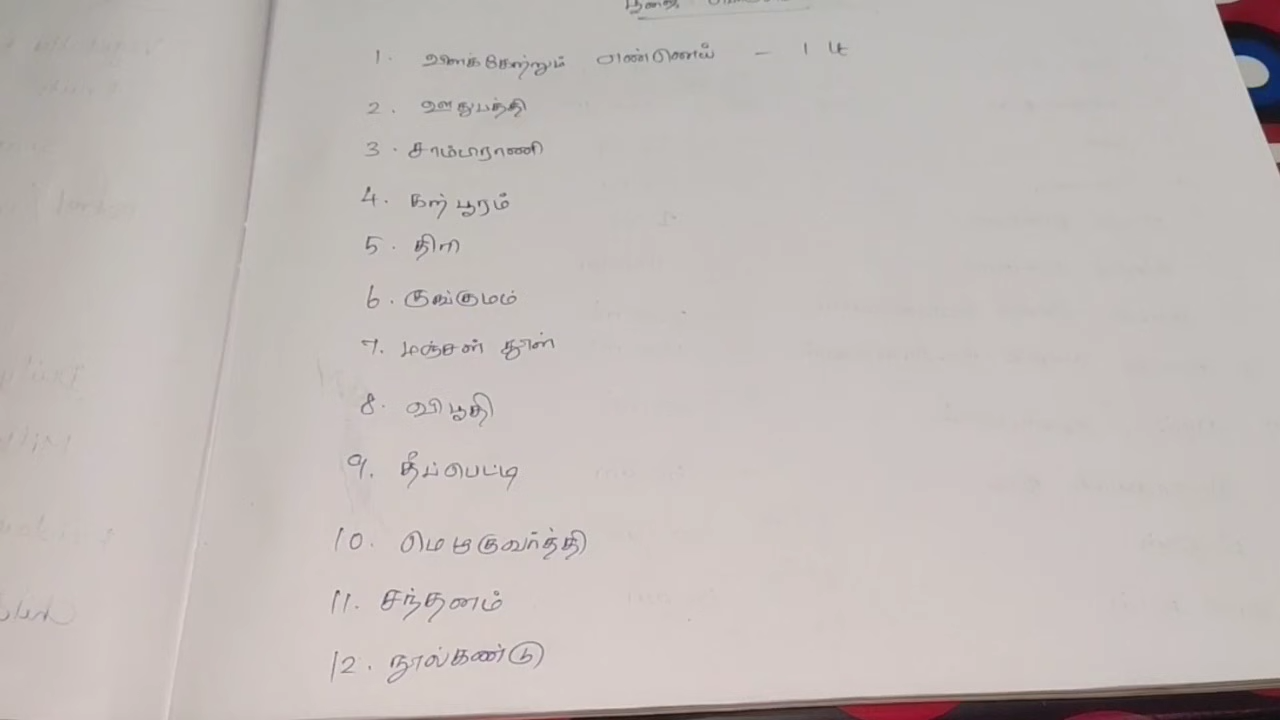 பூஜை
1. விளக்கேற்றும் எண்ணெய் - 1 லி
2. ஊதுபத்தி
3. சாம்பிராணி
4. கற்பூரம்
5. திரி
6. குங்குமம்
7. மஞ்சள் தூள்
8. விபூதி
9. தீப்பெட்டி
10. மெழுகுவர்த்தி
11. சந்தனம்
12. நூல்கண்டு